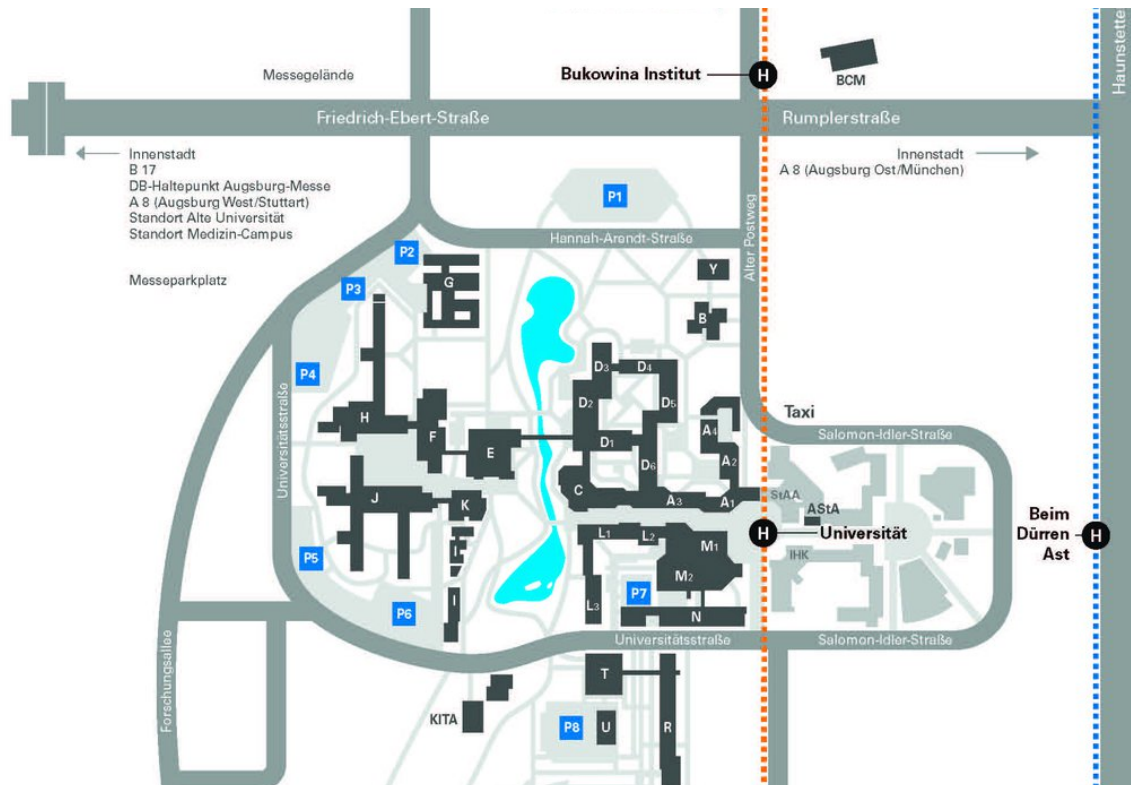 Messegelände
Bukowina Institut
H
BCM
Haunstette
Friedrich-Ebert-Straße
Rumplerstraße
Innenstadt
B 17
DB-Haltepunkt Augsburg-Messe
A 8 (Augsburg West/Stuttart)
Standort Alte Universität
Standort Medizin-Campus
Messeparkplatz
Innenstadt
A 8 (Augsburg Ost/München)
P1
Hannah-Arendt-Straße
Alter Postweg
P2
P3
P4
G
Y
B
D3
D4
D2
D5
D1
D6
H
F
E
A4
A2
Taxi
Salomon-Idler-Straße
Universitätsstraße
J
K
C
A3
A1
StAA
AStA
H
Universität
IHK
Beim
Dürren
Ast
H
L1
L2
M1
M2
L3
P5
P6
P7
I
N
Universitätsstraße
Salomon-Idler-Straße
Forschungsallee
KITA
T
P8
U
R